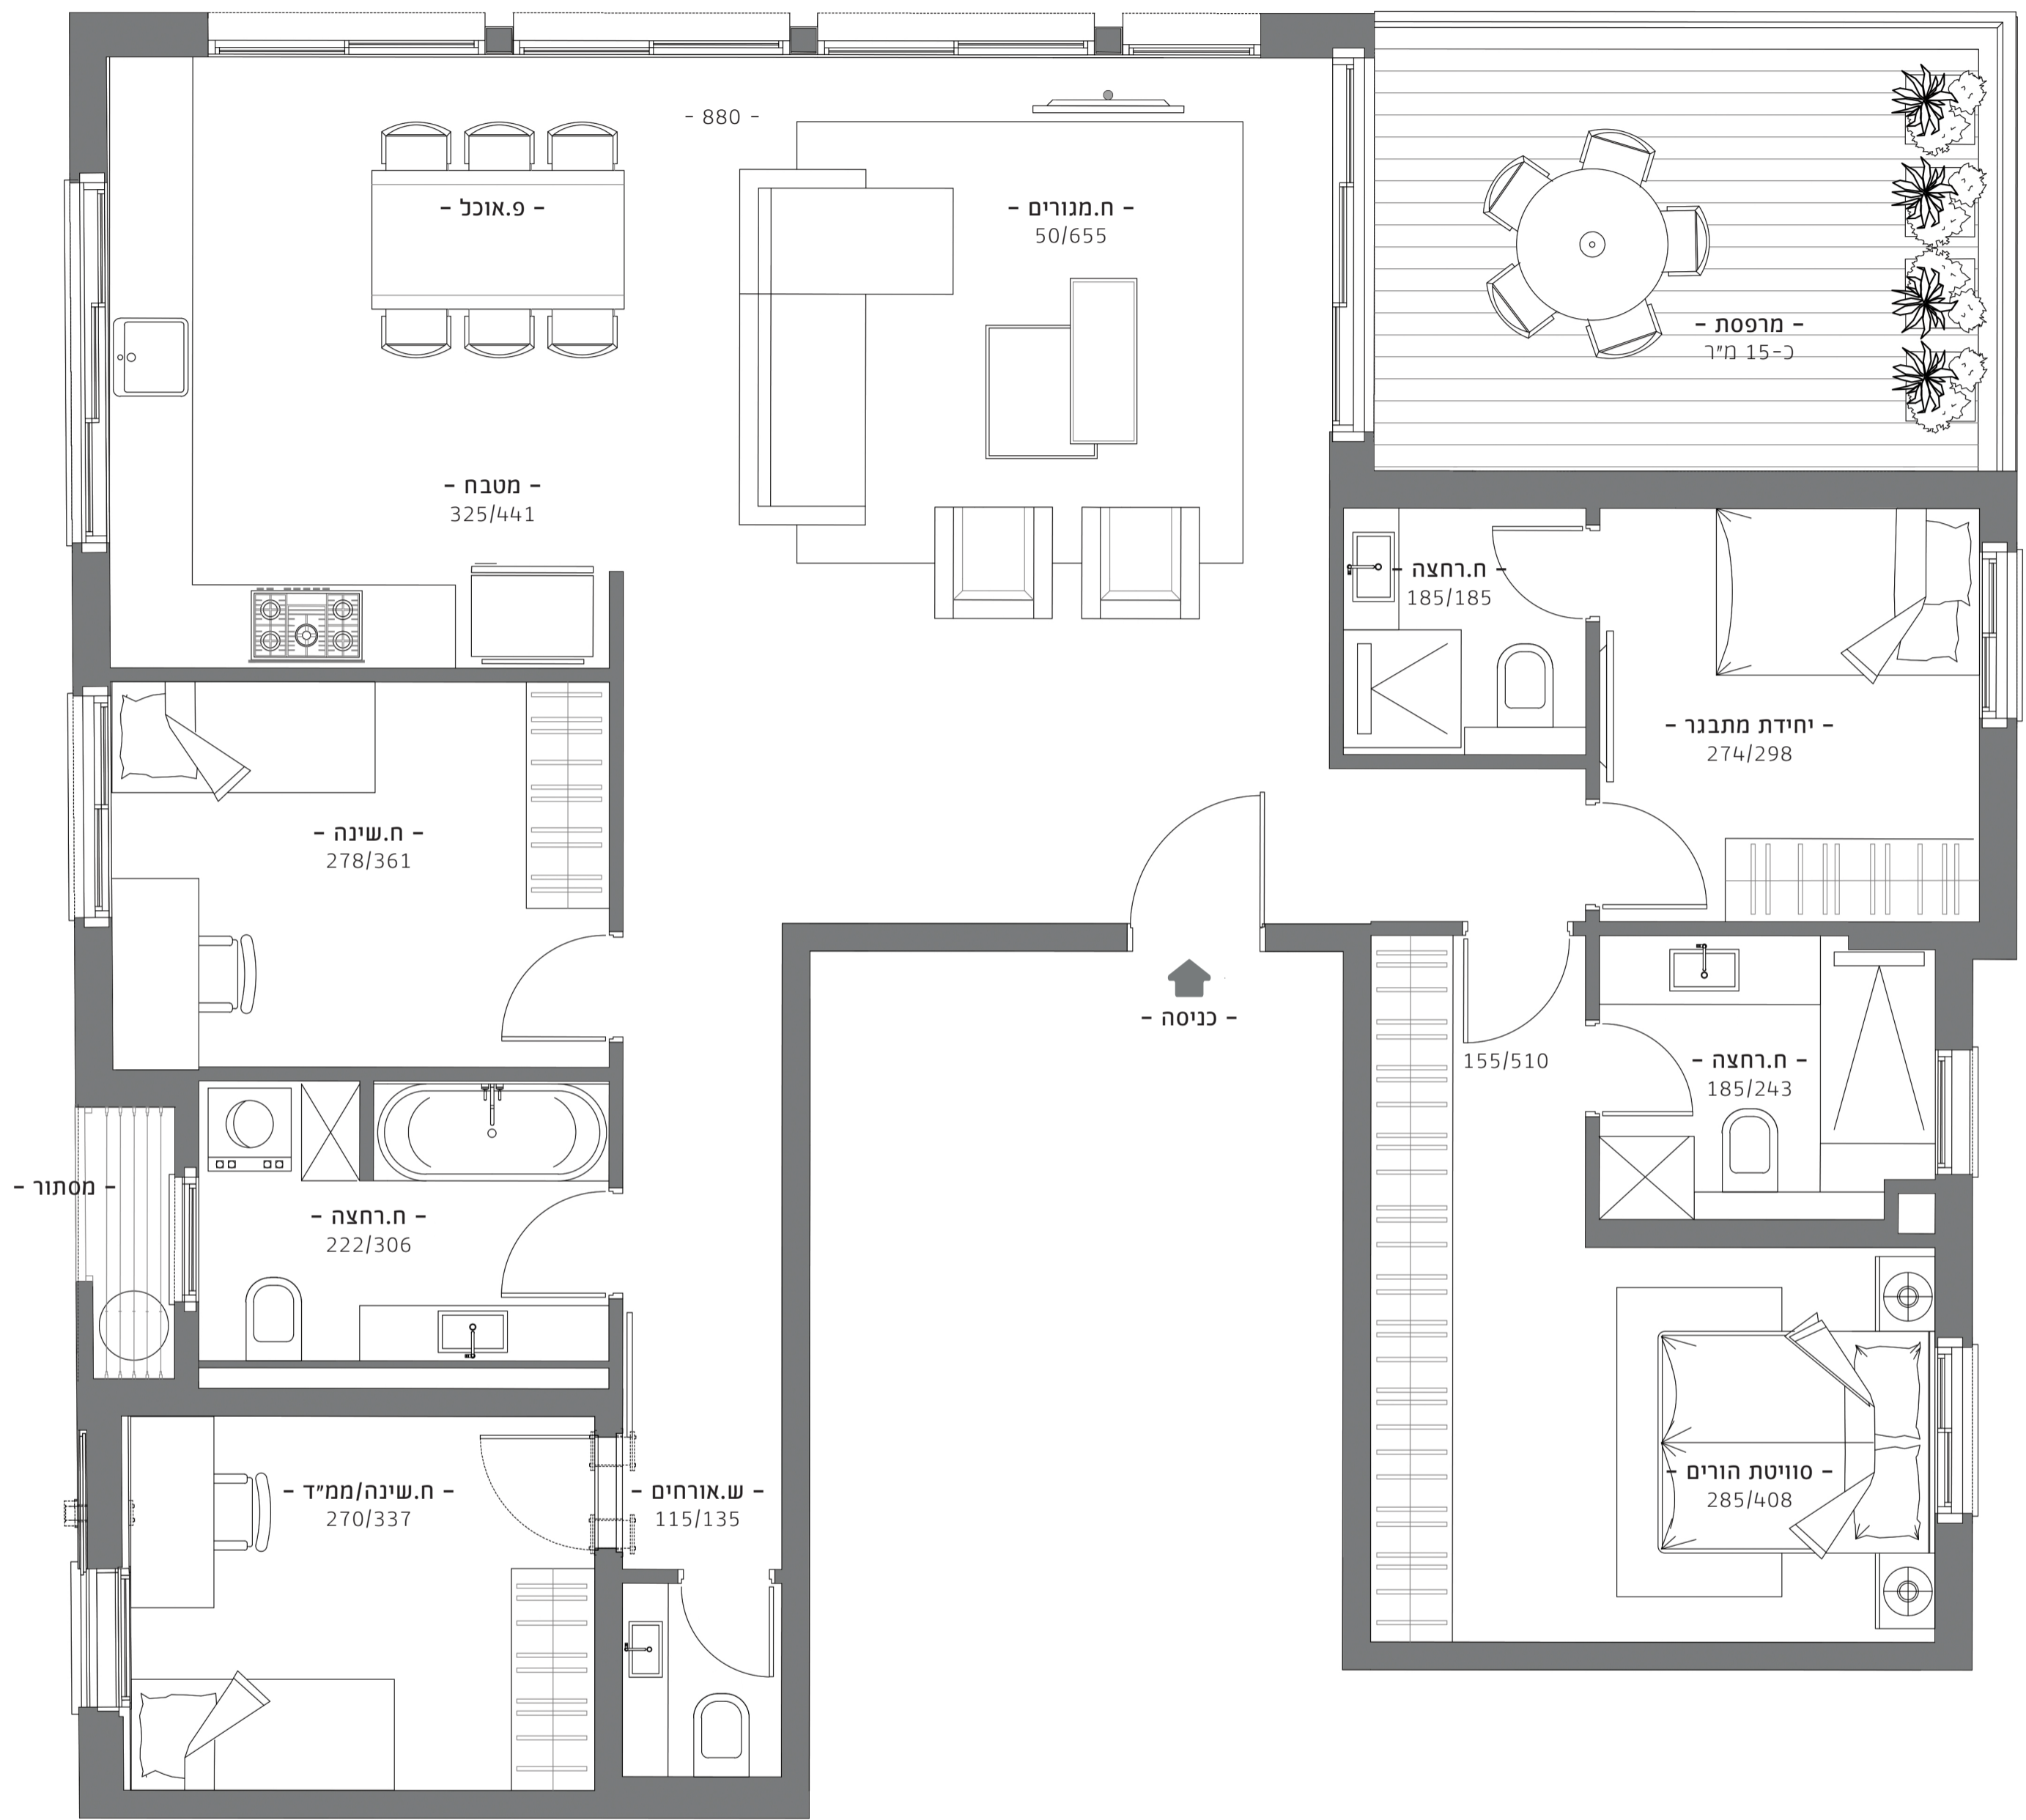 - 880 -
- פ.אוכל -
- ח.מגורים -
50/655
- מרפסת -
כ-15 מ״ר
- מטבח -
325/441
- ח.רחצה -
185/185
- יחידת מתבגר -
274/298
- ח.שינה -
278/361
- כניסה -
155/510
- ח.רחצה -
185/243
- מסתור -
- ח.רחצה -
222/306
- סוויטת הורים -
285/408
- ש.אורחים -
115/135
- ח.שינה/ממ״ד -
270/337